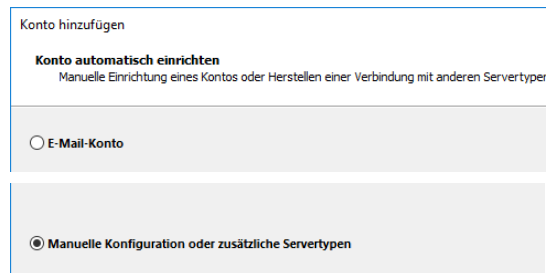 Konto hinzufügen
Konto automatisch einrichten
Manuelle Einrichtung eines Kontos oder Herstellen einer Verbindung mit anderen Servertypen
E-Mail-Konto
Manuelle Konfiguration oder zusätzliche Servertypen